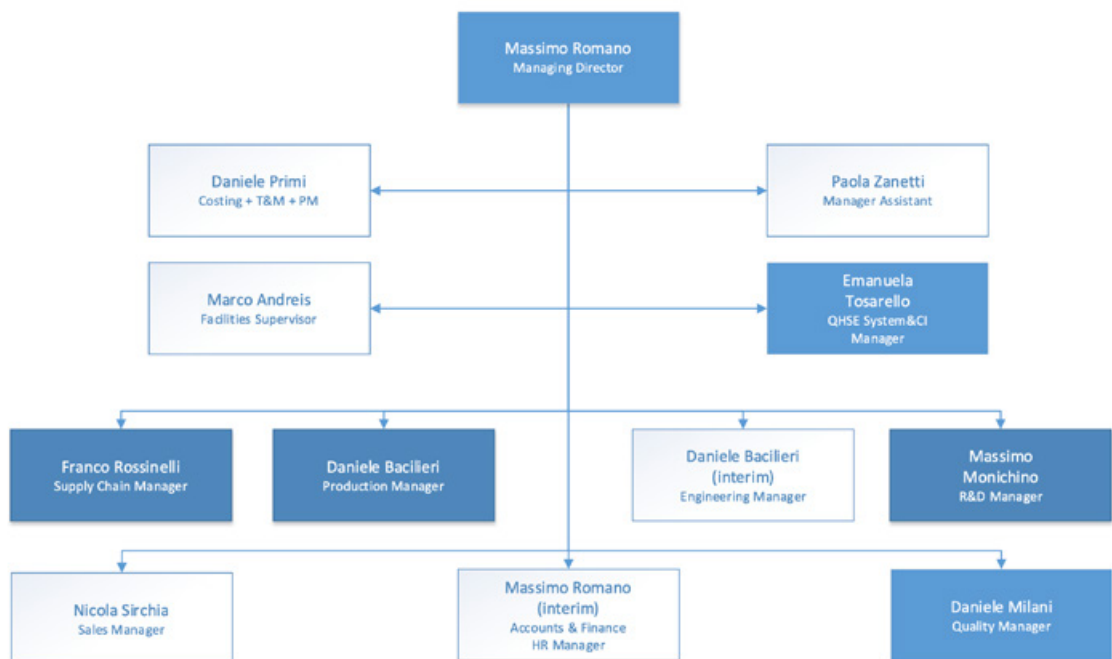 Massimo Romano
Managing Director
Daniele Primi
Costing + T&M + PM
Paola Zanetti
Manager Assistant
Marco Andreis
Facilities Supervisor
Emanuela
Tosarello
QHSE System&CI
Manager
Franco Rossinelli
Supply Chain Manager
Daniele Bacilieri
Production Manager
Daniele Bacilieri
(interim)
Engineering Manager
Massimo
Monichino
R&D Manager
Nicola Sirchia
Sales Manager
Massimo Romano
(interim)
Accounts & Finance
HR Manager
Daniele Milani
Quality Manager